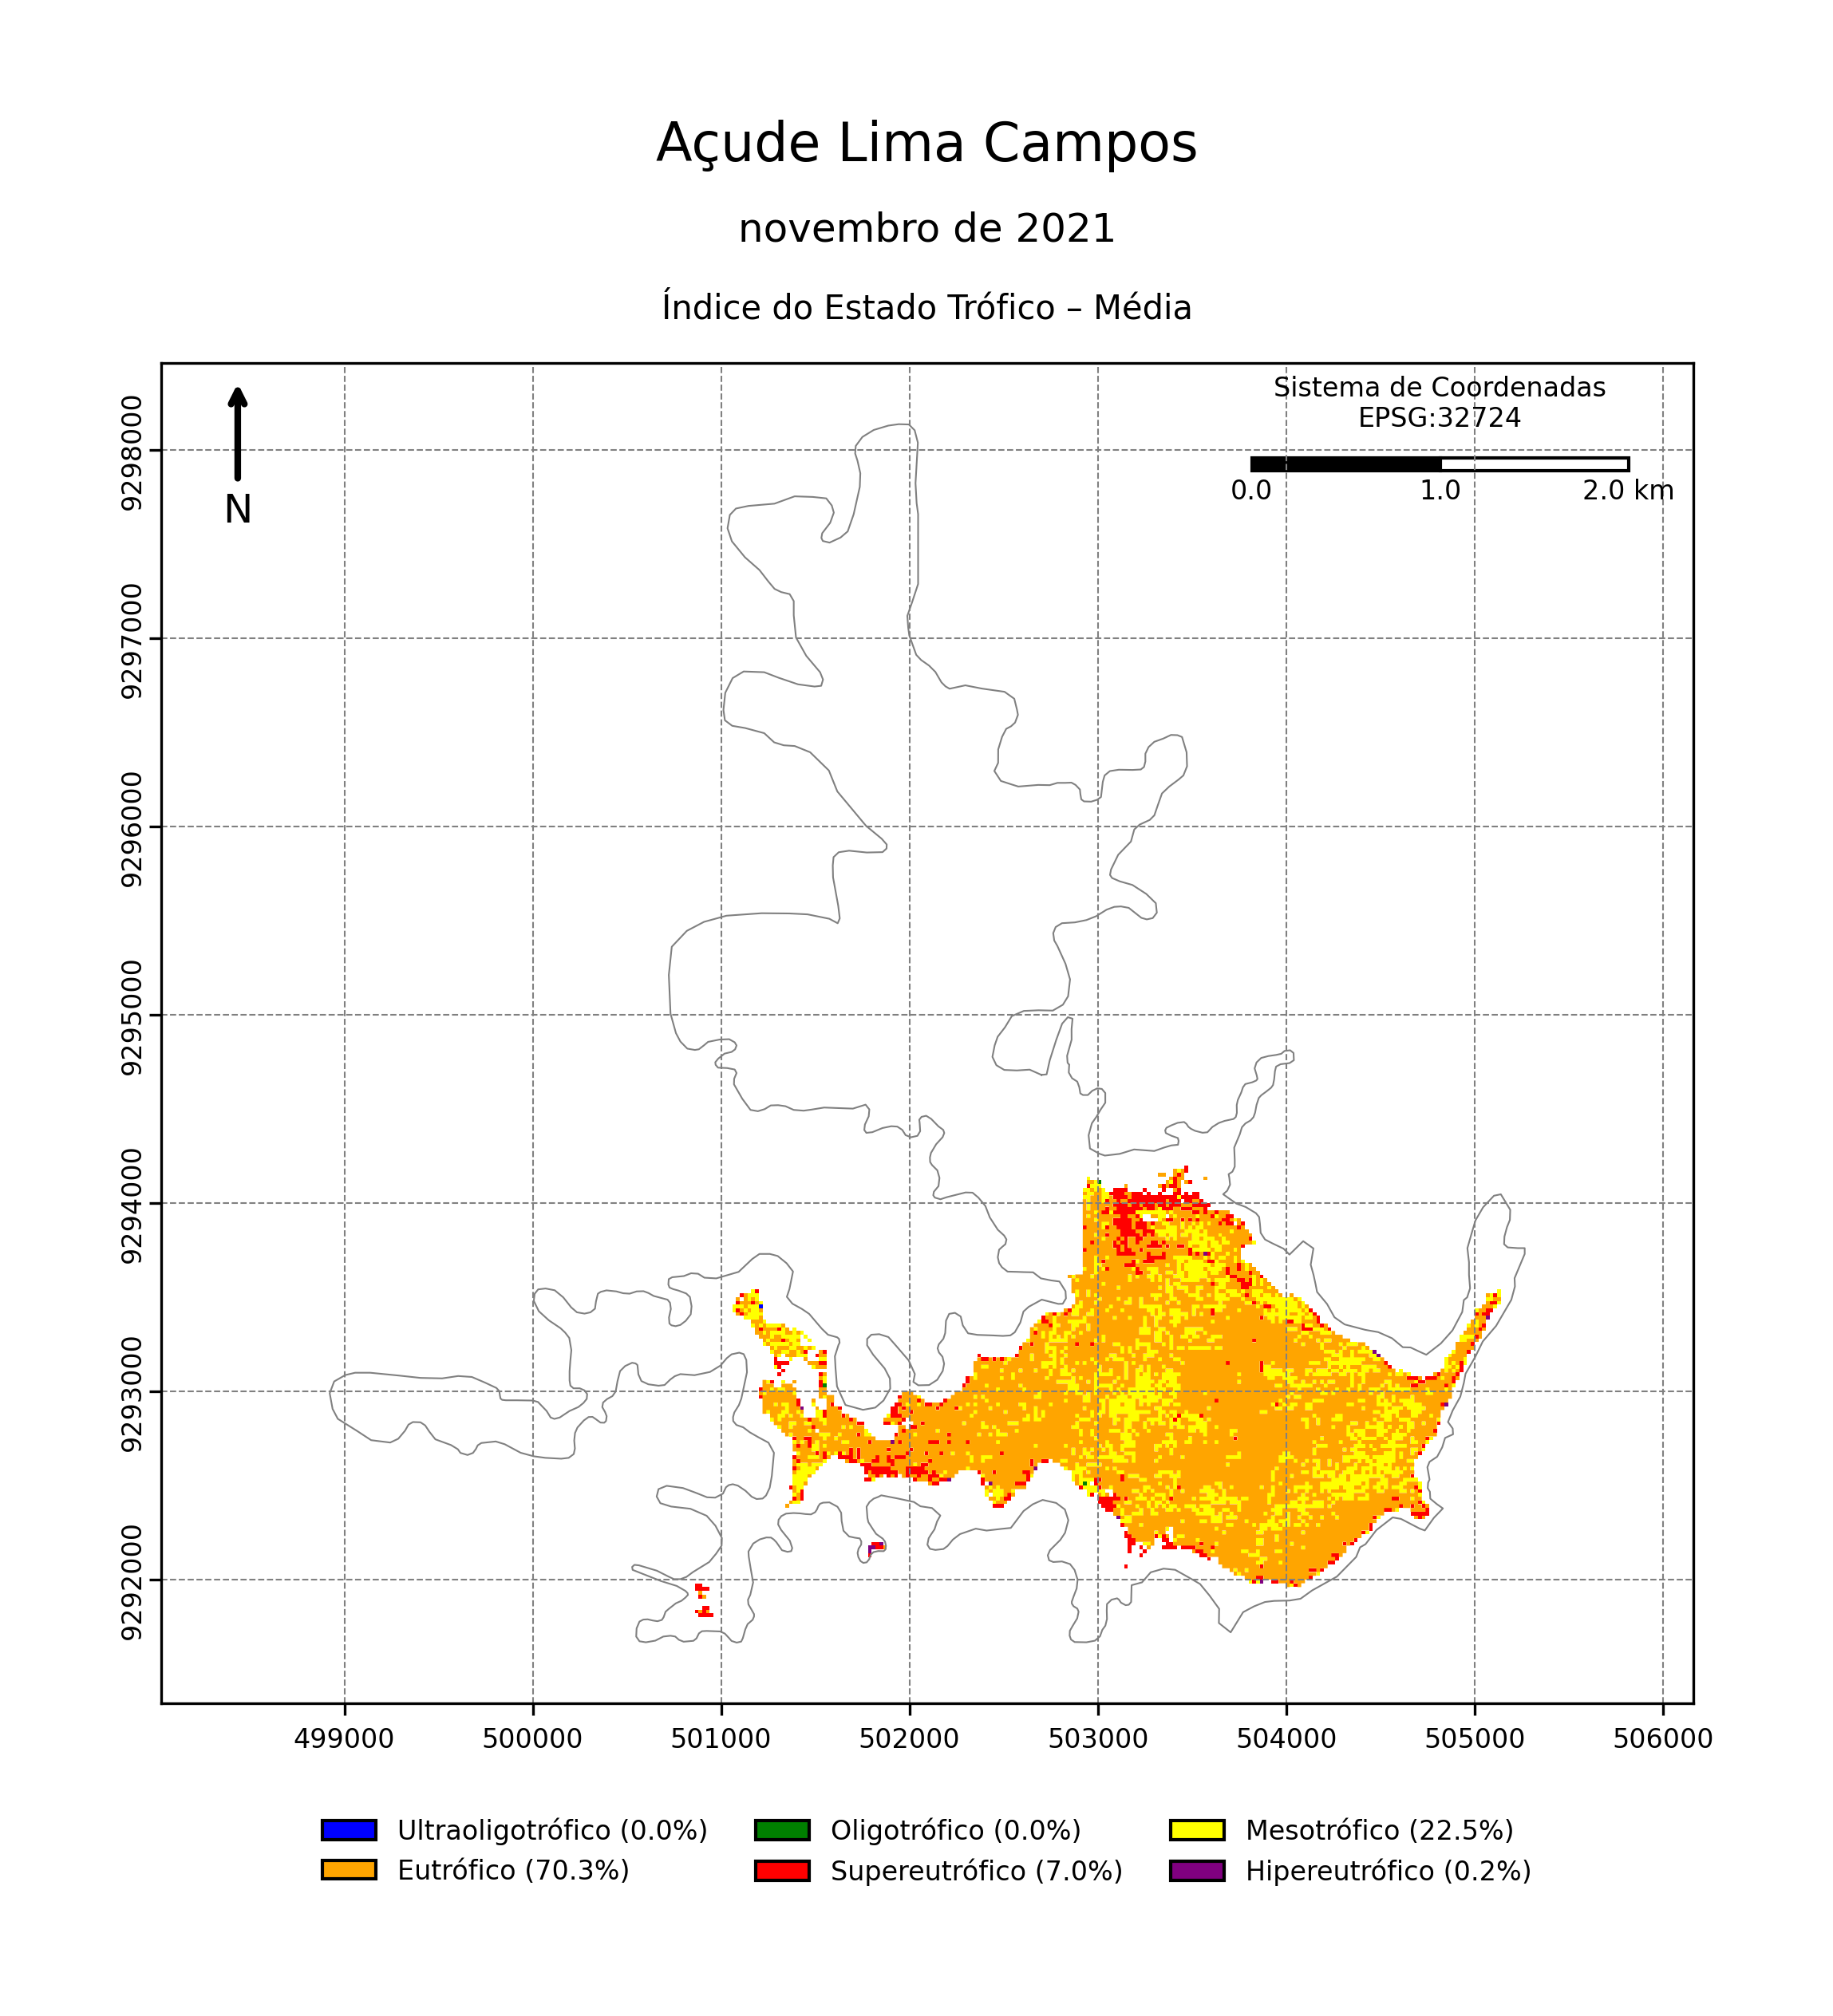 Açude Lima Campos
novembro de 2021
Índice do Estado Trófico – Média
Sistema de Coordenadas
EPSG:32724
0.0 1.0 2.0 km
N
9298000
9297000
9296000
9295000
9294000
9293000
9292000
499000 500000 501000 502000 503000 504000 505000 506000
Ultraoligotrófico (0.0%) Oligotrófico (0.0%) Mesotrófico (22.5%)
Eutrófico (70.3%) Supereutrófico (7.0%) Hipereutrófico (0.2%)